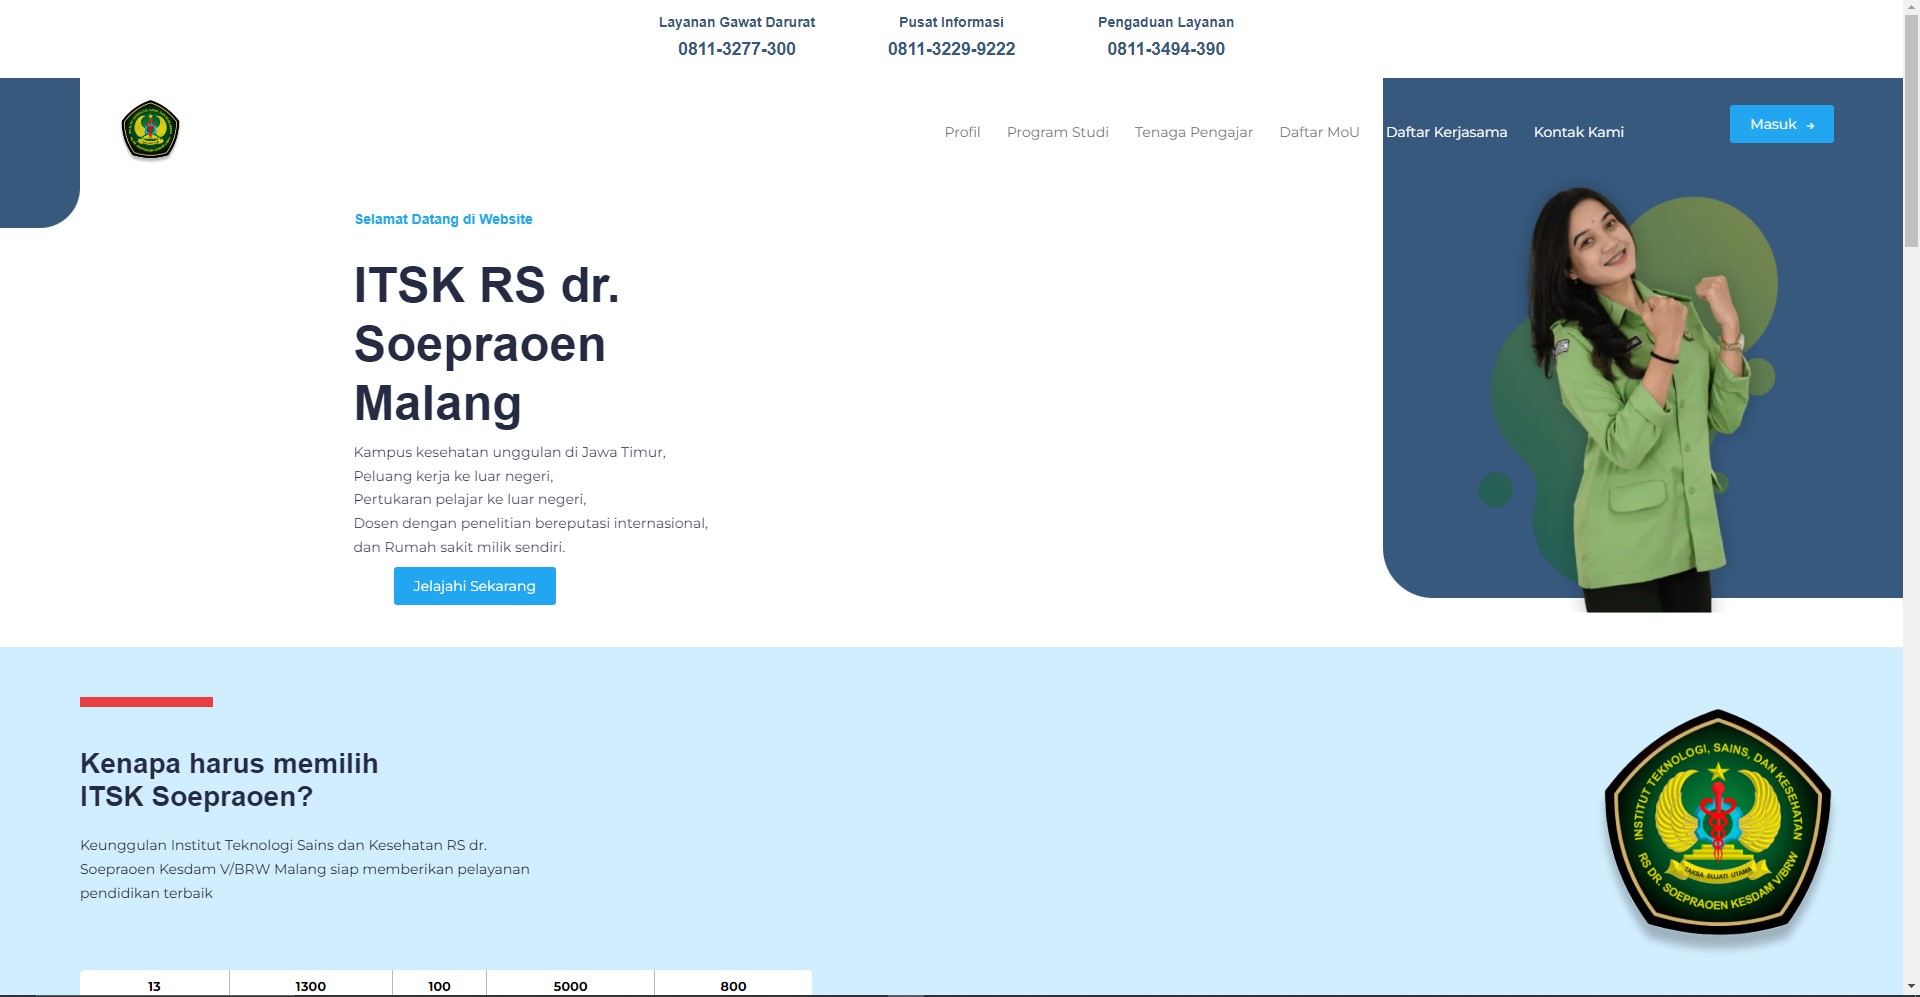 Layanan Gawat Darurat
0811-3277-300
Pusat Informasi
0811-3229-9222
Pengaduan Layanan
0811-3494-390
Profil
Program Studi
Tenaga Pengajar
Daftar MoU
Daftar Kerjasama
Kontak Kami
Masuk →
Selamat Datang di Website
ITSK RS dr.
Soepraoen
Malang
Kampus kesehatan unggulan di Jawa Timur,
Peluang kerja ke luar negeri,
Pertukaran pelajar ke luar negeri,
Dosen dengan penelitian bereputasi internasional,
dan Rumah sakit milik sendiri.
Jelajahi Sekarang
Kenapa harus memilih
ITSK Soepraoen?
Keunggulan Institut Teknologi Sains dan Kesehatan RS dr.
Soepraoen Kesdam V/BRW Malang siap memberikan pelayanan
pendidikan terbaik
INSTITUT TEKNOLOGI, SAINS, DAN KESEHATAN
TAKSA SUJATI UTAMA
RS DR. SOEPRAOEN KESDAM V/BRW
13
1300
100
5000
800